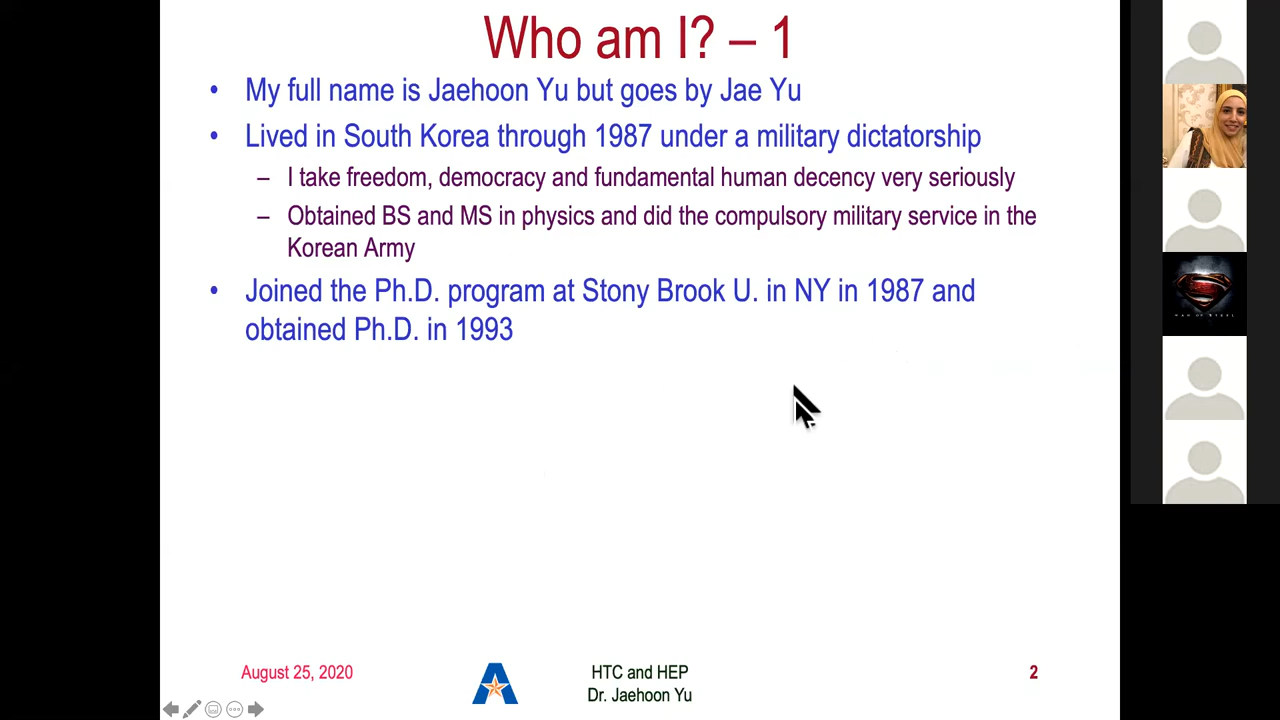 Who am I? – 1
• My full name is Jaehoon Yu but goes by Jae Yu
• Lived in South Korea through 1987 under a military dictatorship
– I take freedom, democracy and fundamental human decency very seriously
– Obtained BS and MS in physics and did the compulsory military service in the
Korean Army
• Joined the Ph.D. program at Stony Brook U. in NY in 1987 and
obtained Ph.D. in 1993
MAN OF STEEL
August 25, 2020
A
HTC and HEP
Dr. Jaehoon Yu
2